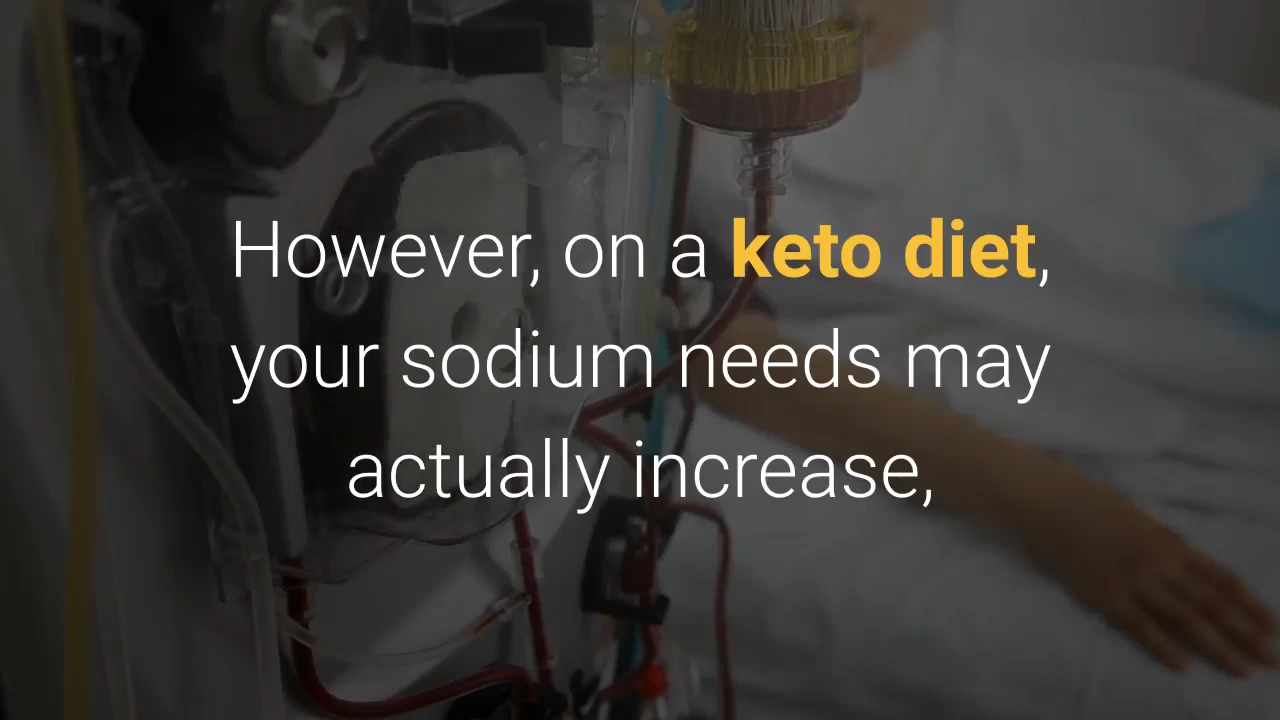 However, on a keto diet,
your sodium needs may
actually increase,